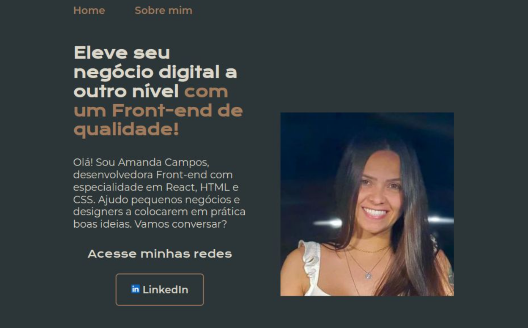 Home Sobre mim
Eleve seu
negócio digital a
outro nível com
um Front-end de
qualidade!
Olá! Sou Amanda Campos,
desenvolvedora Front-end com
especialidade em React, HTML e
CSS. Ajudo pequenos negócios e
designers a colocarem em prática
boas ideias. Vamos conversar?
Acesse minhas redes
in LinkedIn